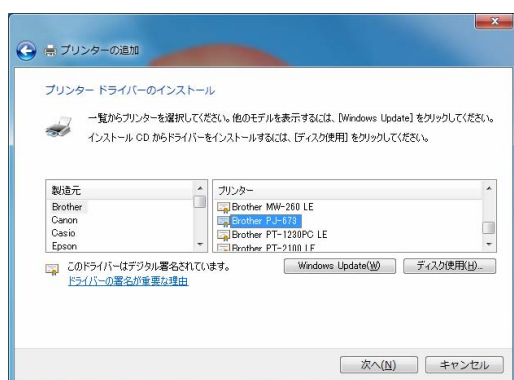 プリンターの追加
プリンター ドライバーのインストール
一覧からプリンターを選択してください。他のモデルを表示するには、[Windows Update] をクリックしてください。
インストール CD からドライバーをインストールするには、[ディスク使用] をクリックしてください。
製造元
Brother
Canon
Casio
Epson
プリンター
Brother MW-260 LE
Brother PJ-673
Brother PT-1230PC LE
Brother PT-2100 LE
このドライバーはデジタル署名されています。
ドライバーの署名が重要な理由
Windows Update(W)
ディスク使用(H)...
次へ(N)
キャンセル